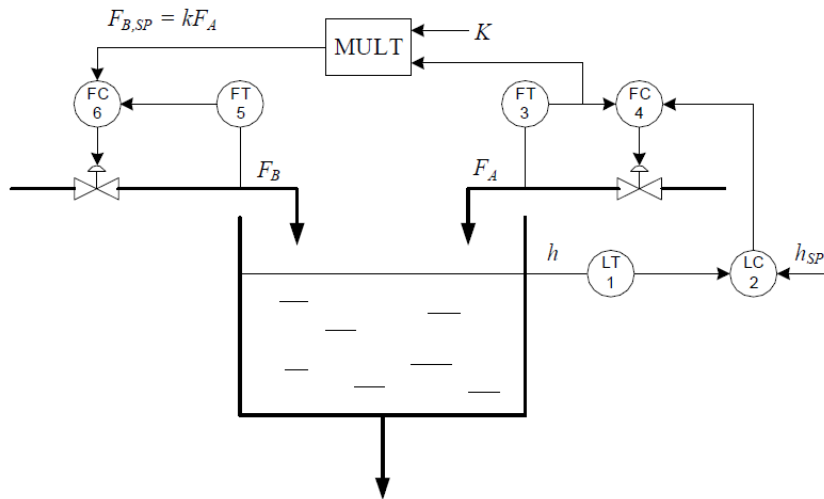 F_{B,SP} = kF_A
MULT
K
FC
6
FT
5
FT
3
FC
4
F_B
F_A
h
LT
1
LC
2
h_{SP}